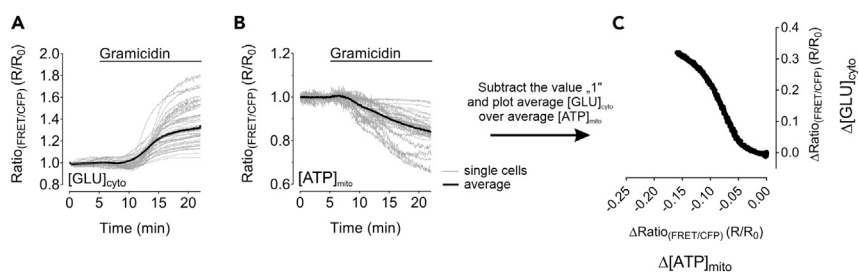 A
Gramicidin
Ratio(FRET/CFP) (R/R0)
2.0
1.8
1.6
1.4
1.2
1.0
0.8
[GLU]cyto
0 10 20
Time (min)
B
Gramicidin
Ratio(FRET/CFP) (R/R0)
1.2
1.0
0.8
0.6
[ATP]mito
0 10 20
Time (min)
single cells
average
Subtract the value „1"
and plot average [GLU]cyto
over average [ATP]mito
C
0.4
0.3
0.2
0.1
0.0
ΔRatio(FRET/CFP) (R/R0)
Δ[GLU]cyto
-0.25 -0.20 -0.15 -0.10 -0.05 0.00
ΔRatio(FRET/CFP) (R/R0)
Δ[ATP]mito